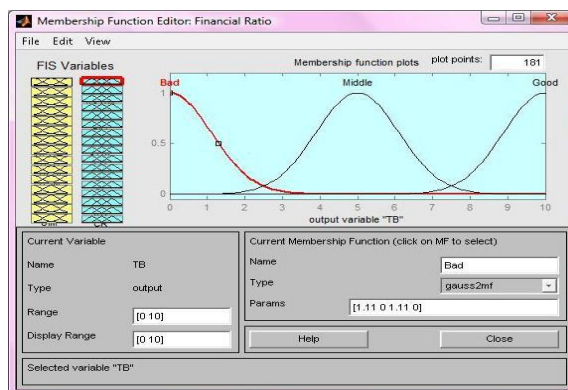 Membership Function Editor: Financial Ratio
File Edit View
FIS Variables
Membership function plots plot points: 181
Bad Middle Good
1
0.5
0
0 1 2 3 4 5 6 7 8 9 10
output variable "TB"
CR
Current Variable
Name TB
Type output
Range [0 10]
Display Range [0 10]
Current Membership Function (click on MF to select)
Name Bad
Type gauss2mf
Params [1.11 0 1.11 0]
Help Close
Selected variable "TB"